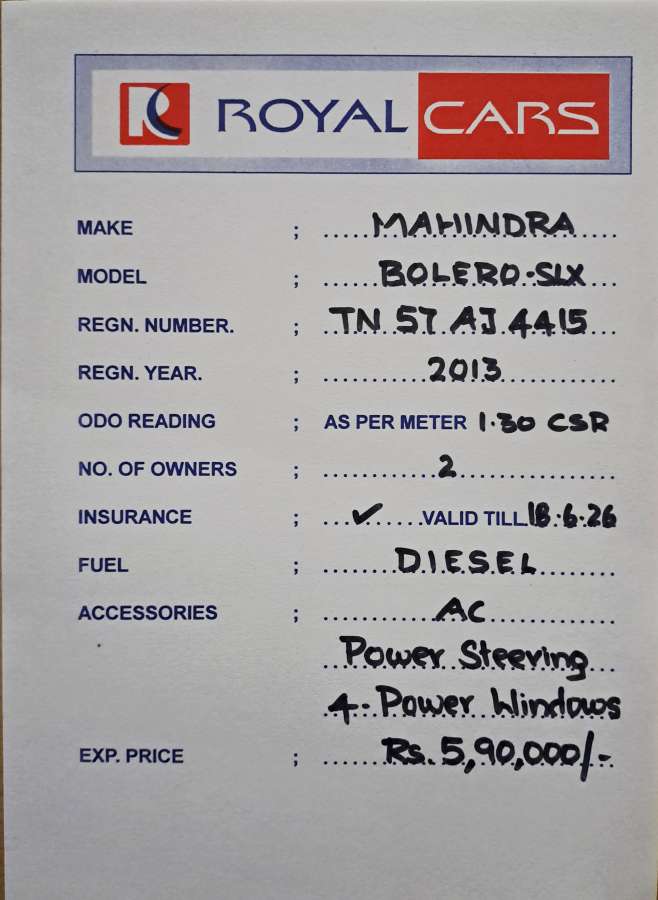 ROYAL CARS
MAKE ; MAHINDRA
MODEL ; BOLERO-SLX
REGN. NUMBER. ; TN 57 AJ 4415
REGN. YEAR. ; 2013
ODO READING ; AS PER METER 1.30 CSR
NO. OF OWNERS ; 2
INSURANCE ; ✓ VALID TILL 18.6.26
FUEL ; DIESEL
ACCESSORIES ; AC
Power Steering
4. Power Windows
EXP. PRICE ; Rs. 5,90,000/-